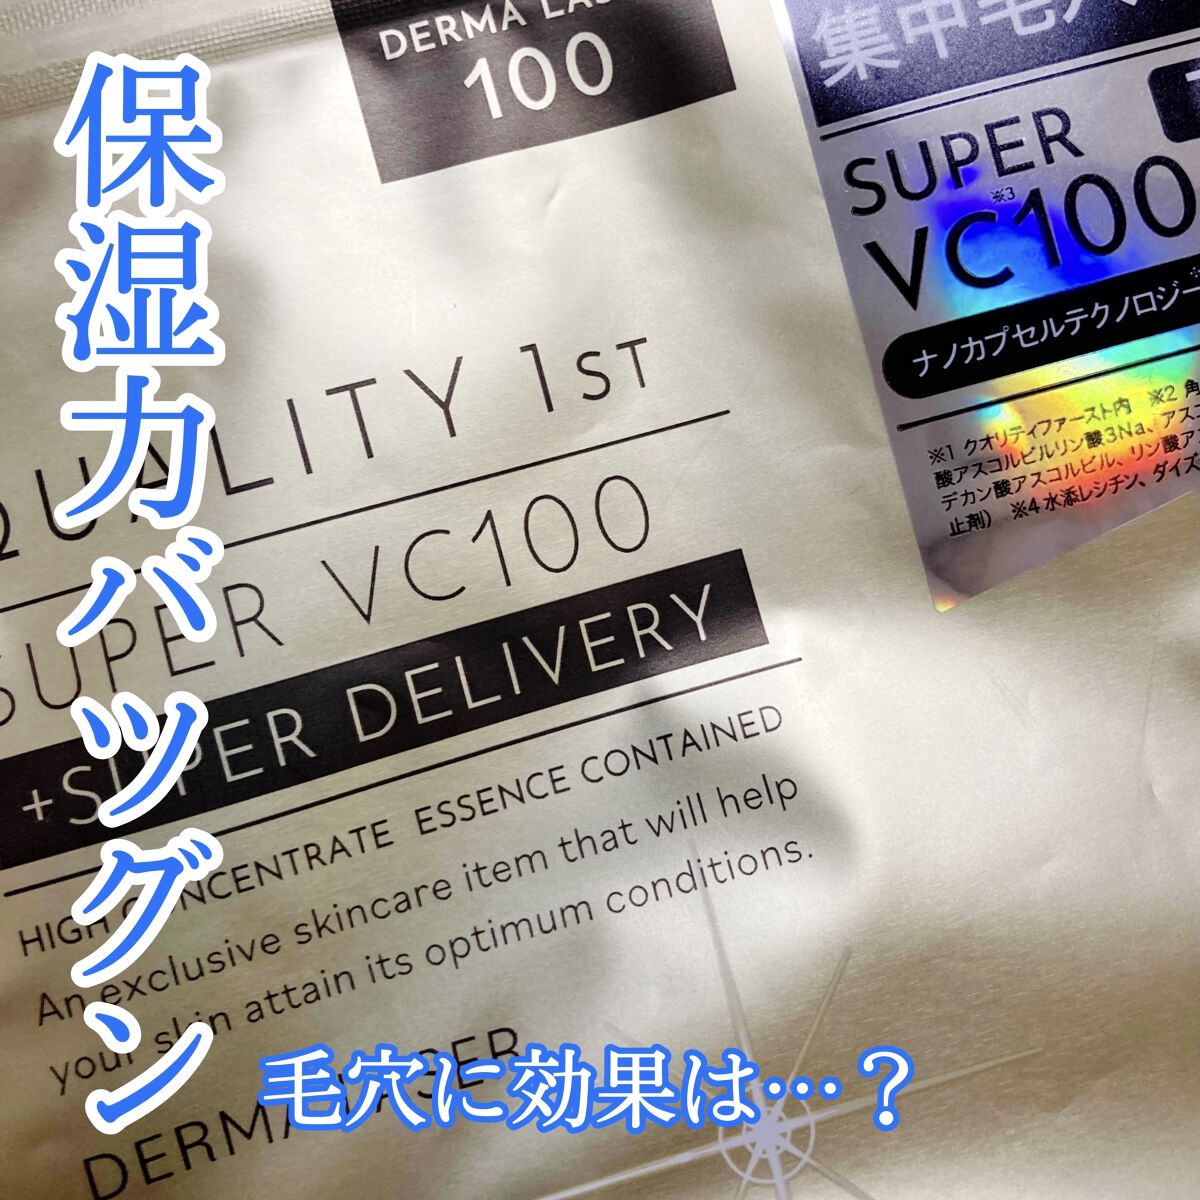 保湿力バツグン
DERMA LAS
100
集中毛穴
SUPER
VC100
※3
ナノカプセルテクノロジー※
※1 クオリティファースト内 ※2 角
酸アスコルビルリン酸3Na、アスコ
デカン酸アスコルビル、リン酸ア
止剤) ※4 水添レシチン、ダイズ
QUALITY 1ST
SUPER VC100
+SUPER DELIVERY
HIGH CONCENTRATE ESSENCE CONTAINED
An exclusive skincare item that will help
your skin attain its optimum conditions.
DERMA LASER
毛穴に効果は…？